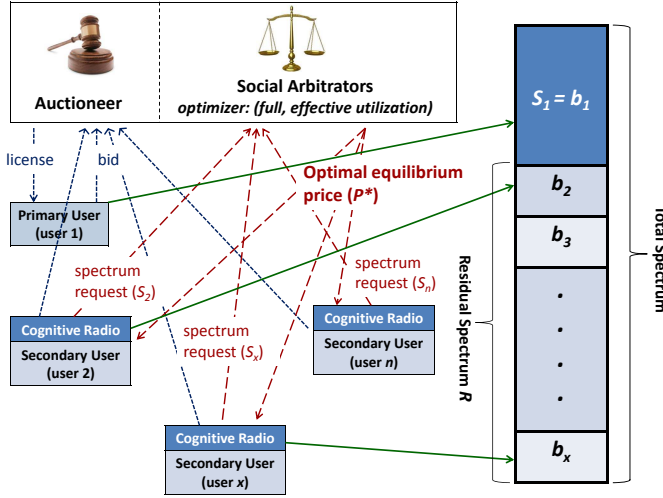 Auctioneer
Social Arbitrators
optimizer: (full, effective utilization)
license
bid
Optimal equilibrium
price (P*)
Primary User
(user 1)
spectrum
request (S2)
spectrum
request (Sn)
spectrum
request (Sx)
Cognitive Radio
Secondary User
(user 2)
Cognitive Radio
Secondary User
(user n)
Cognitive Radio
Secondary User
(user x)
S1 = b1
b2
b3
.
.
.
.
bx
Residual Spectrum R
Total Spectrum